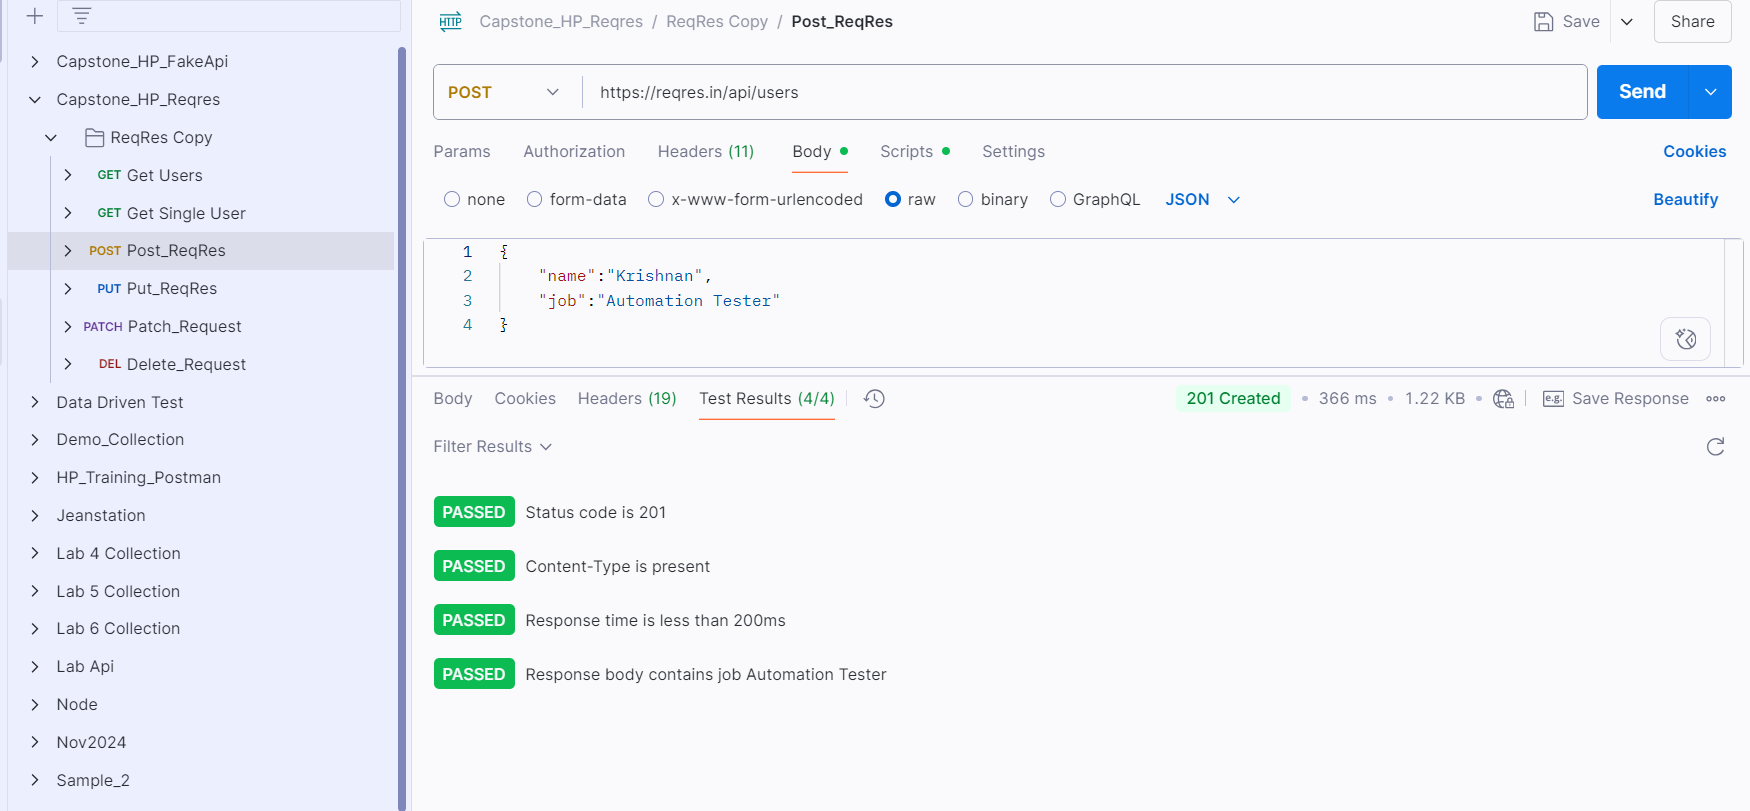 Capstone_HP_FakeApi
Capstone_HP_Reqres
ReqRes Copy
GET Get Users
GET Get Single User
POST Post_ReqRes
PUT Put_ReqRes
PATCH Patch_Request
DEL Delete_Request
Data Driven Test
Demo_Collection
HP_Training_Postman
Jeanstation
Lab 4 Collection
Lab 5 Collection
Lab 6 Collection
Lab Api
Node
Nov2024
Sample_2
HTTP Capstone_HP_Reqres / ReqRes Copy / Post_ReqRes Save Share
POST https://reqres.in/api/users Send
Params Authorization Headers (11) Body Scripts Settings Cookies
none form-data x-www-form-urlencoded raw binary GraphQL JSON Beautify
1 {
2 "name":"Krishnan",
3 "job":"Automation Tester"
4 }
Body Cookies Headers (19) Test Results (4/4) 201 Created • 366 ms • 1.22 KB • e.g. Save Response
Filter Results
PASSED Status code is 201
PASSED Content-Type is present
PASSED Response time is less than 200ms
PASSED Response body contains job Automation Tester